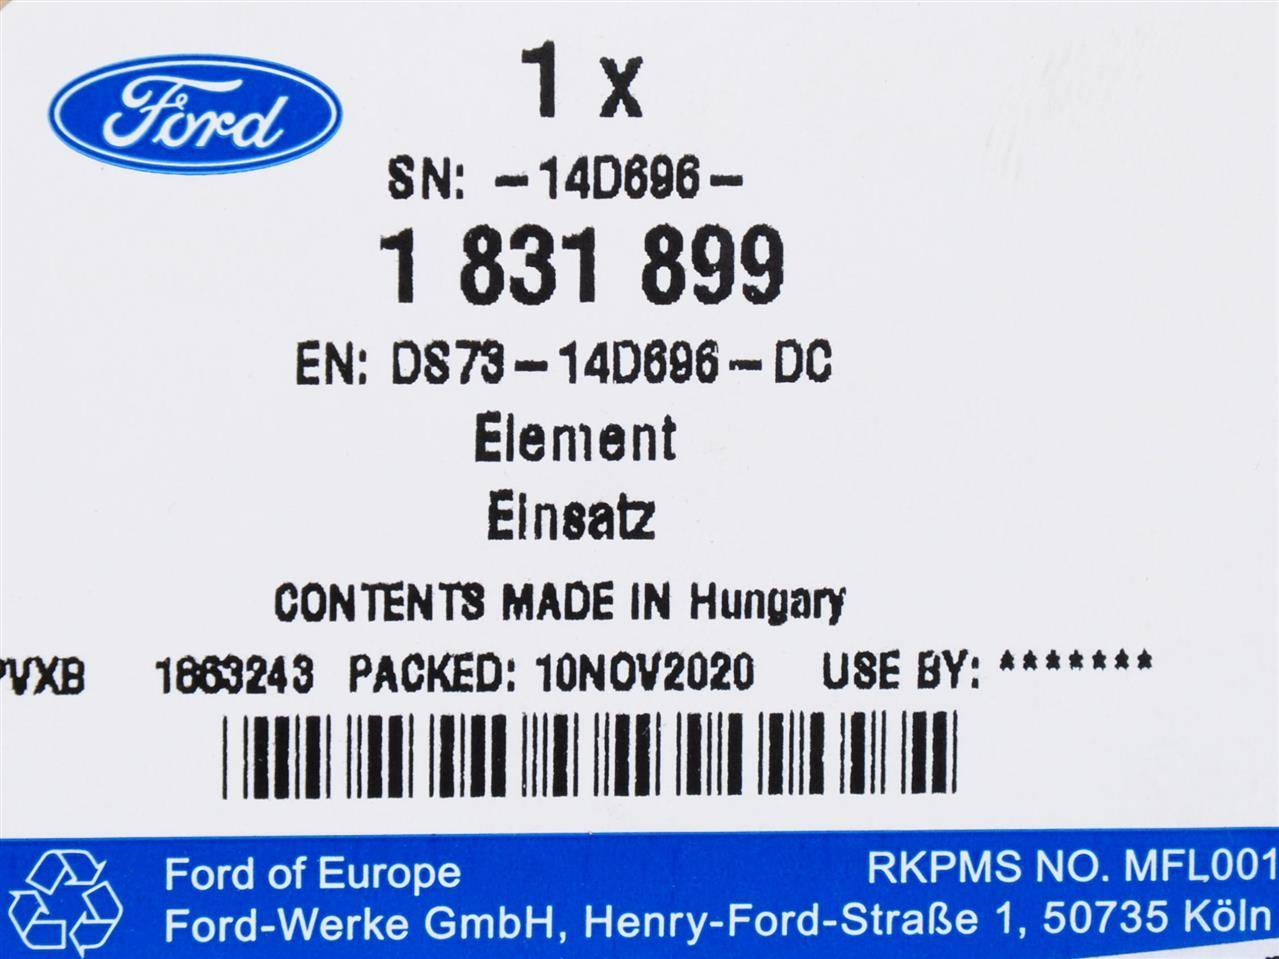 Ford
1 x
SN: -14D696-
1 831 899
EN: DS73-14D696-DC
Element
Einsatz
CONTENTS MADE IN Hungary
PVXB 1863243 PACKED: 10NOV2020 USE BY: *******
Ford of Europe RKPMS NO. MFL001
Ford-Werke GmbH, Henry-Ford-Straße 1, 50735 Köln